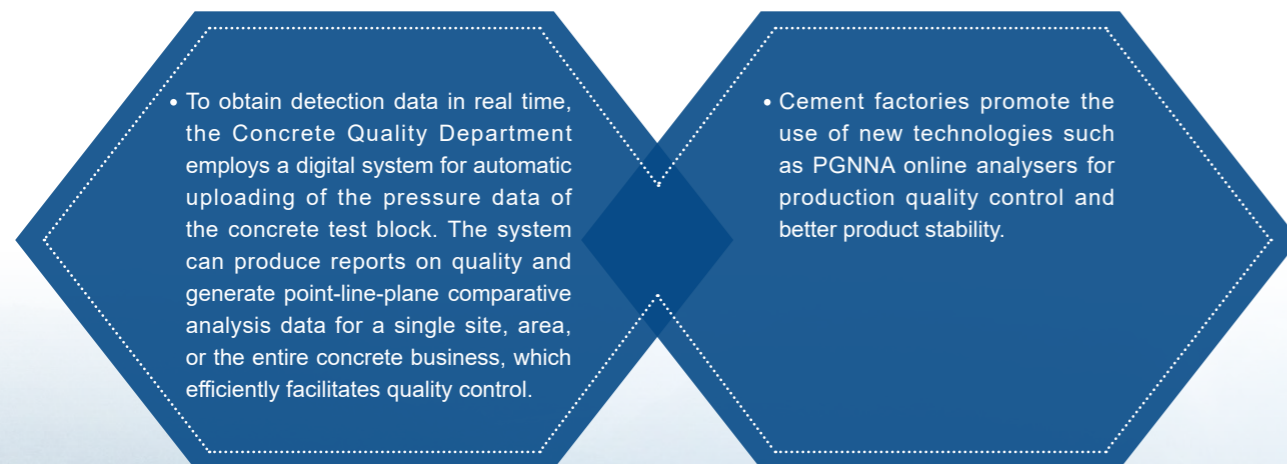 • To obtain detection data in real time,
the Concrete Quality Department
employs a digital system for automatic
uploading of the pressure data of
the concrete test block. The system
can produce reports on quality and
generate point-line-plane comparative
analysis data for a single site, area,
or the entire concrete business, which
efficiently facilitates quality control.
• Cement factories promote the
use of new technologies such
as PGNNA online analysers for
production quality control and
better product stability.